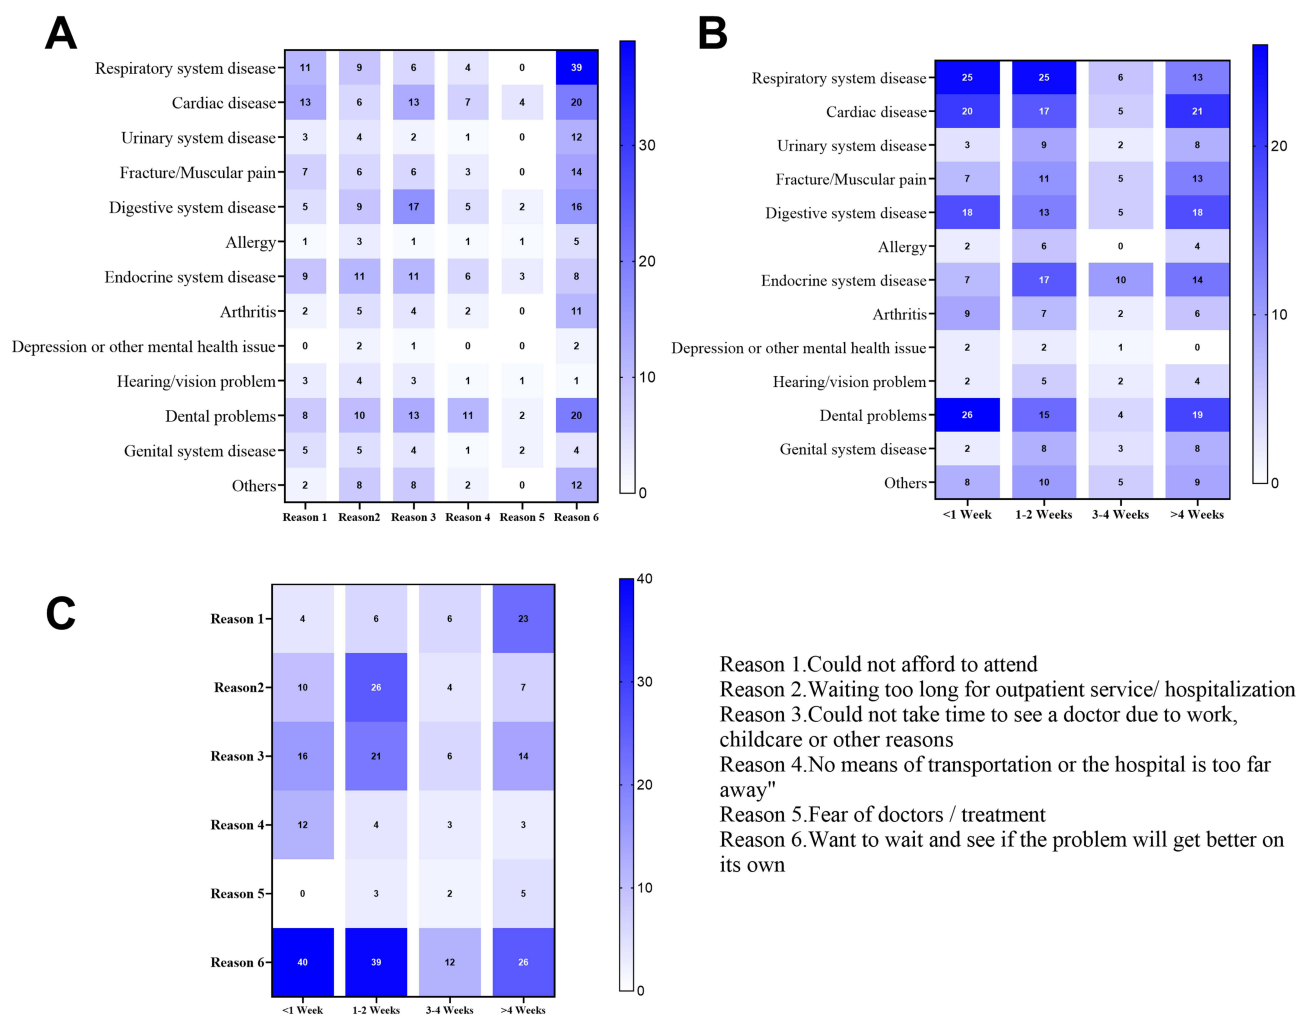 A
Respiratory system disease 11 9 6 4 0 39
Cardiac disease 13 6 13 7 4 20
Urinary system disease 3 4 2 1 0 12
Fracture/Muscular pain 7 6 6 3 0 14
Digestive system disease 5 9 17 5 2 16
Allergy 1 3 1 1 1 5
Endocrine system disease 9 11 11 6 3 8
Arthritis 2 5 4 2 0 11
Depression or other mental health issue 0 2 1 0 0 2
Hearing/vision problem 3 4 3 1 1 1
Dental problems 8 10 13 11 2 20
Genital system disease 5 5 4 1 2 4
Others 2 8 8 2 0 12
Reason 1 Reason2 Reason 3 Reason 4 Reason 5 Reason 6
30
20
10
0
B
Respiratory system disease 25 25 6 13
Cardiac disease 20 17 5 21
Urinary system disease 3 9 2 8
Fracture/Muscular pain 7 11 5 13
Digestive system disease 18 13 5 18
Allergy 2 6 0 4
Endocrine system disease 7 17 10 14
Arthritis 9 7 2 6
Depression or other mental health issue 2 2 1 0
Hearing/vision problem 2 5 2 4
Dental problems 26 15 4 19
Genital system disease 2 8 3 8
Others 8 10 5 9
<1 Week 1-2 Weeks 3-4 Weeks >4 Weeks
20
10
0
C
Reason 1 4 6 6 23
Reason2 10 26 4 7
Reason 3 16 21 6 14
Reason 4 12 4 3 3
Reason 5 0 3 2 5
Reason 6 40 39 12 26
<1 Week 1-2 Weeks 3-4 Weeks >4 Weeks
40
30
20
10
0
Reason 1.Could not afford to attend
Reason 2.Waiting too long for outpatient service/ hospitalization
Reason 3.Could not take time to see a doctor due to work,
childcare or other reasons
Reason 4.No means of transportation or the hospital is too far
away"
Reason 5.Fear of doctors / treatment
Reason 6.Want to wait and see if the problem will get better on
its own